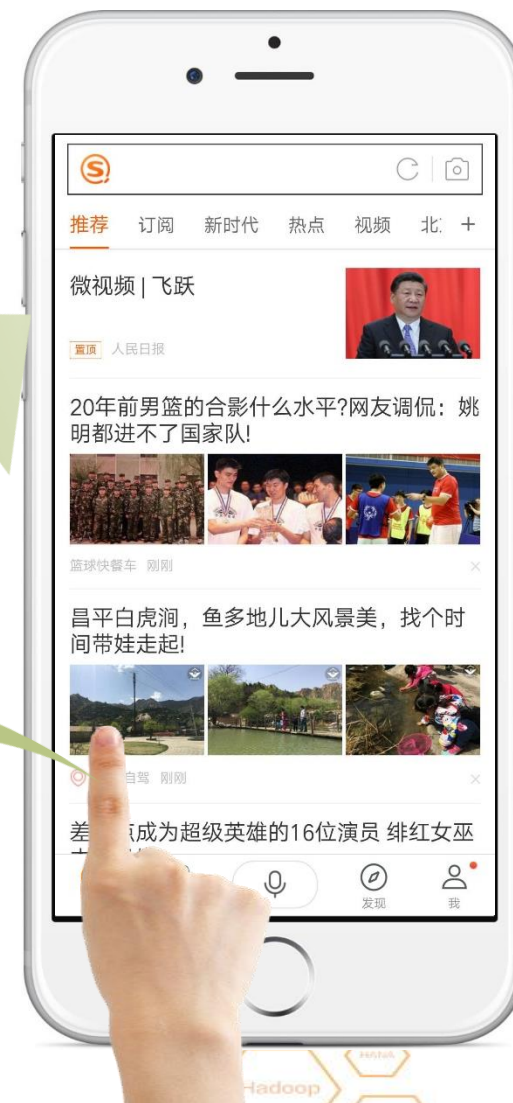 S
推荐 订阅 新时代 热点 视频 北 +
微视频 | 飞跃
置顶 人民日报
20年前男篮的合影什么水平?网友调侃：姚
明都进不了国家队!
篮球快餐车 刚刚
昌平白虎涧，鱼多地儿大风景美，找个时
间带娃走起!
自驾 刚刚
差 点成为超级英雄的16位演员 绯红女巫
发现 我
HANA
Hadoop